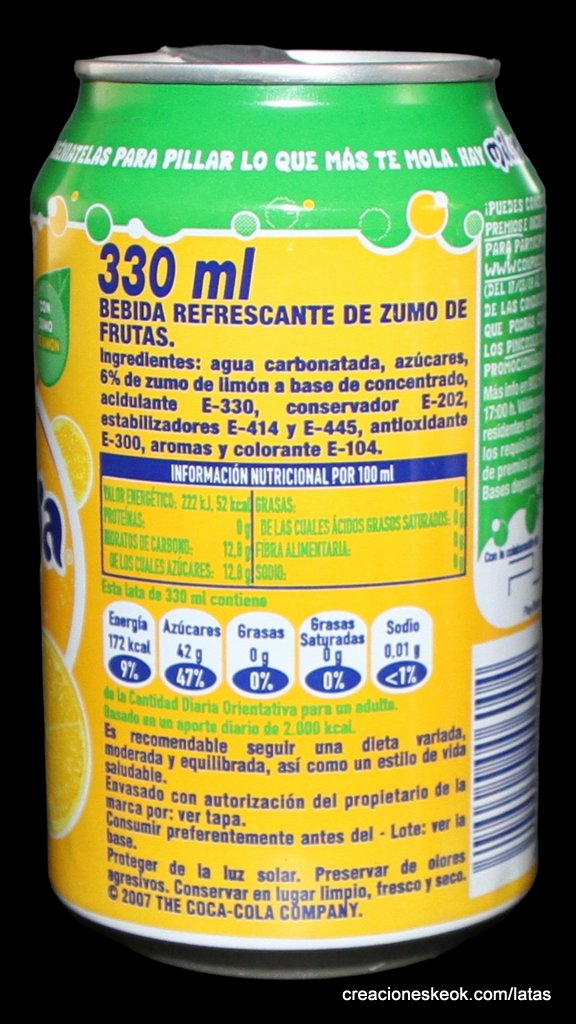 PARA PILLAR LO QUE MÁS TE MOLA. HAY
330 ml
BEBIDA REFRESCANTE DE ZUMO DE
FRUTAS.
Ingredientes: agua carbonatada, azúcares,
6% de zumo de limón a base de concentrado,
acidulante E-330, conservador E-202,
estabilizadores E-414 y E-445, antioxidante
E-300, aromas y colorante E-104.
INFORMACIÓN NUTRICIONAL POR 100 ml
VALOR ENERGÉTICO: 222 kJ, 52 kcal
PROTEÍNAS: 0 g
HIDRATOS DE CARBONO: 12,8 g
DE LOS CUALES AZÚCARES: 12,8 g
GRASAS: 0 g
DE LAS CUALES ÁCIDOS GRASOS SATURADOS: 0 g
FIBRA ALIMENTARIA: 0 g
SODIO: 0 g
Esta lata de 330 ml contiene
Energía 172 kcal 9%
Azúcares 42 g 47%
Grasas 0 g 0%
Grasas Saturadas 0 g 0%
Sodio 0,01 g <1%
de la Cantidad Diaria Orientativa para un adulto.
Basado en un aporte diario de 2.000 kcal.
Es recomendable seguir una dieta variada,
moderada y equilibrada, así como un estilo de vida
saludable.
Envasado con autorización del propietario de la
marca por: ver tapa.
Consumir preferentemente antes del - Lote: ver la
base.
Proteger de la luz solar. Preservar de olores
agresivos. Conservar en lugar limpio, fresco y seco.
© 2007 THE COCA-COLA COMPANY.
CON
ZUMO
¡PUEDES
PREMIOS E
PARA
DE LAS
QUE
LOS
Más info en
17:00 h.
residentes en
los
de premios
Bases
Con la
creacioneskeok.com/latas